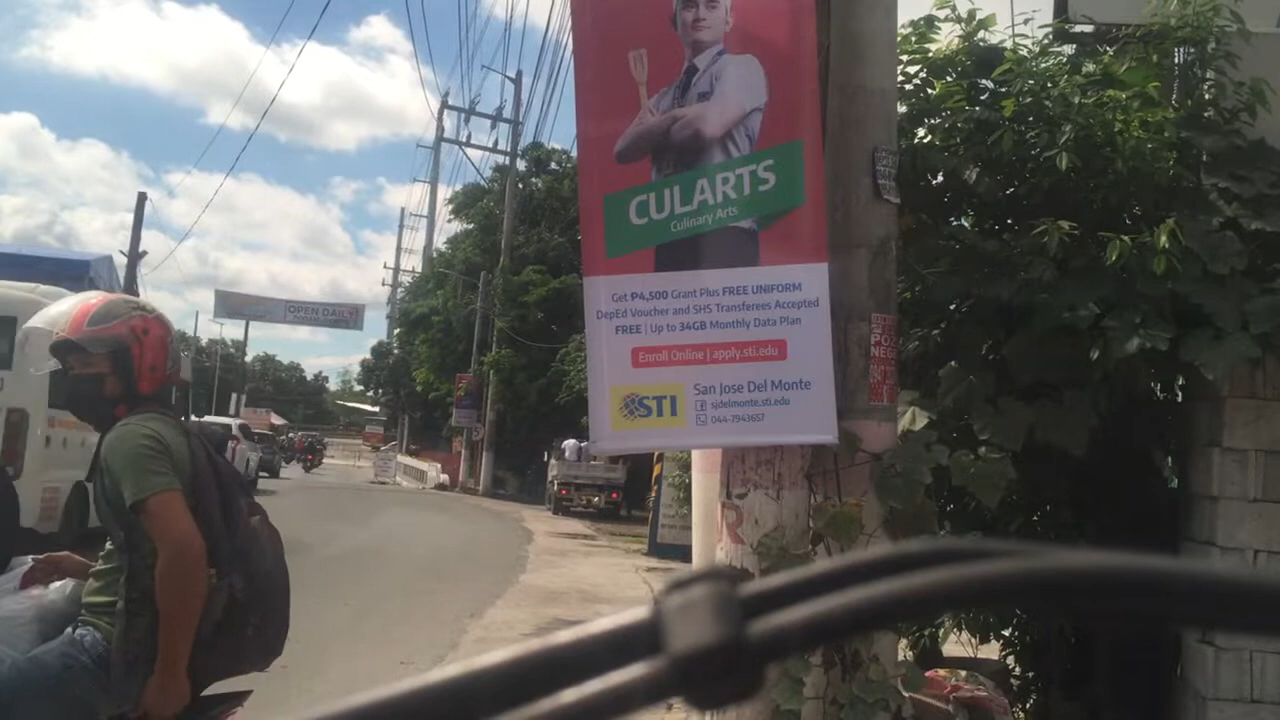 OPEN DAILY
CULARTS
Culinary Arts
Get ₱4,500 Grant Plus FREE UNIFORM
DepEd Voucher and SHS Transferees Accepted
FREE | Up to 34GB Monthly Data Plan
Enroll Online | apply.sti.edu
STI
San Jose Del Monte
sjdelmonte.sti.edu
044-7943657
POZO
NEGRO
R